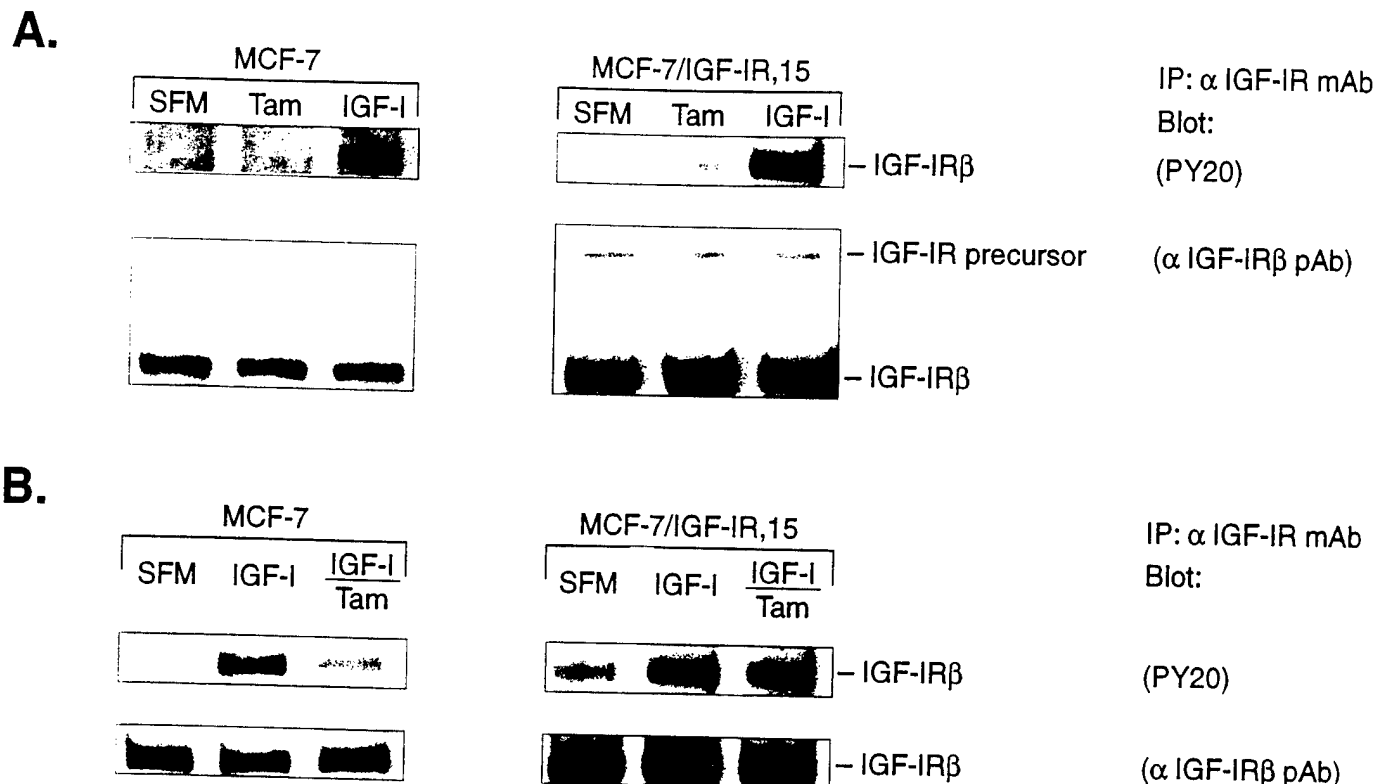 A.
MCF-7
SFM Tam IGF-I
MCF-7/IGF-IR,15
SFM Tam IGF-I
IP: α IGF-IR mAb
Blot:
– IGF-IRβ
(PY20)
– IGF-IR precursor
(α IGF-IRβ pAb)
– IGF-IRβ
B.
MCF-7
SFM IGF-I IGF-I
Tam
MCF-7/IGF-IR,15
SFM IGF-I IGF-I
Tam
IP: α IGF-IR mAb
Blot:
– IGF-IRβ
(PY20)
– IGF-IRβ
(α IGF-IRβ pAb)